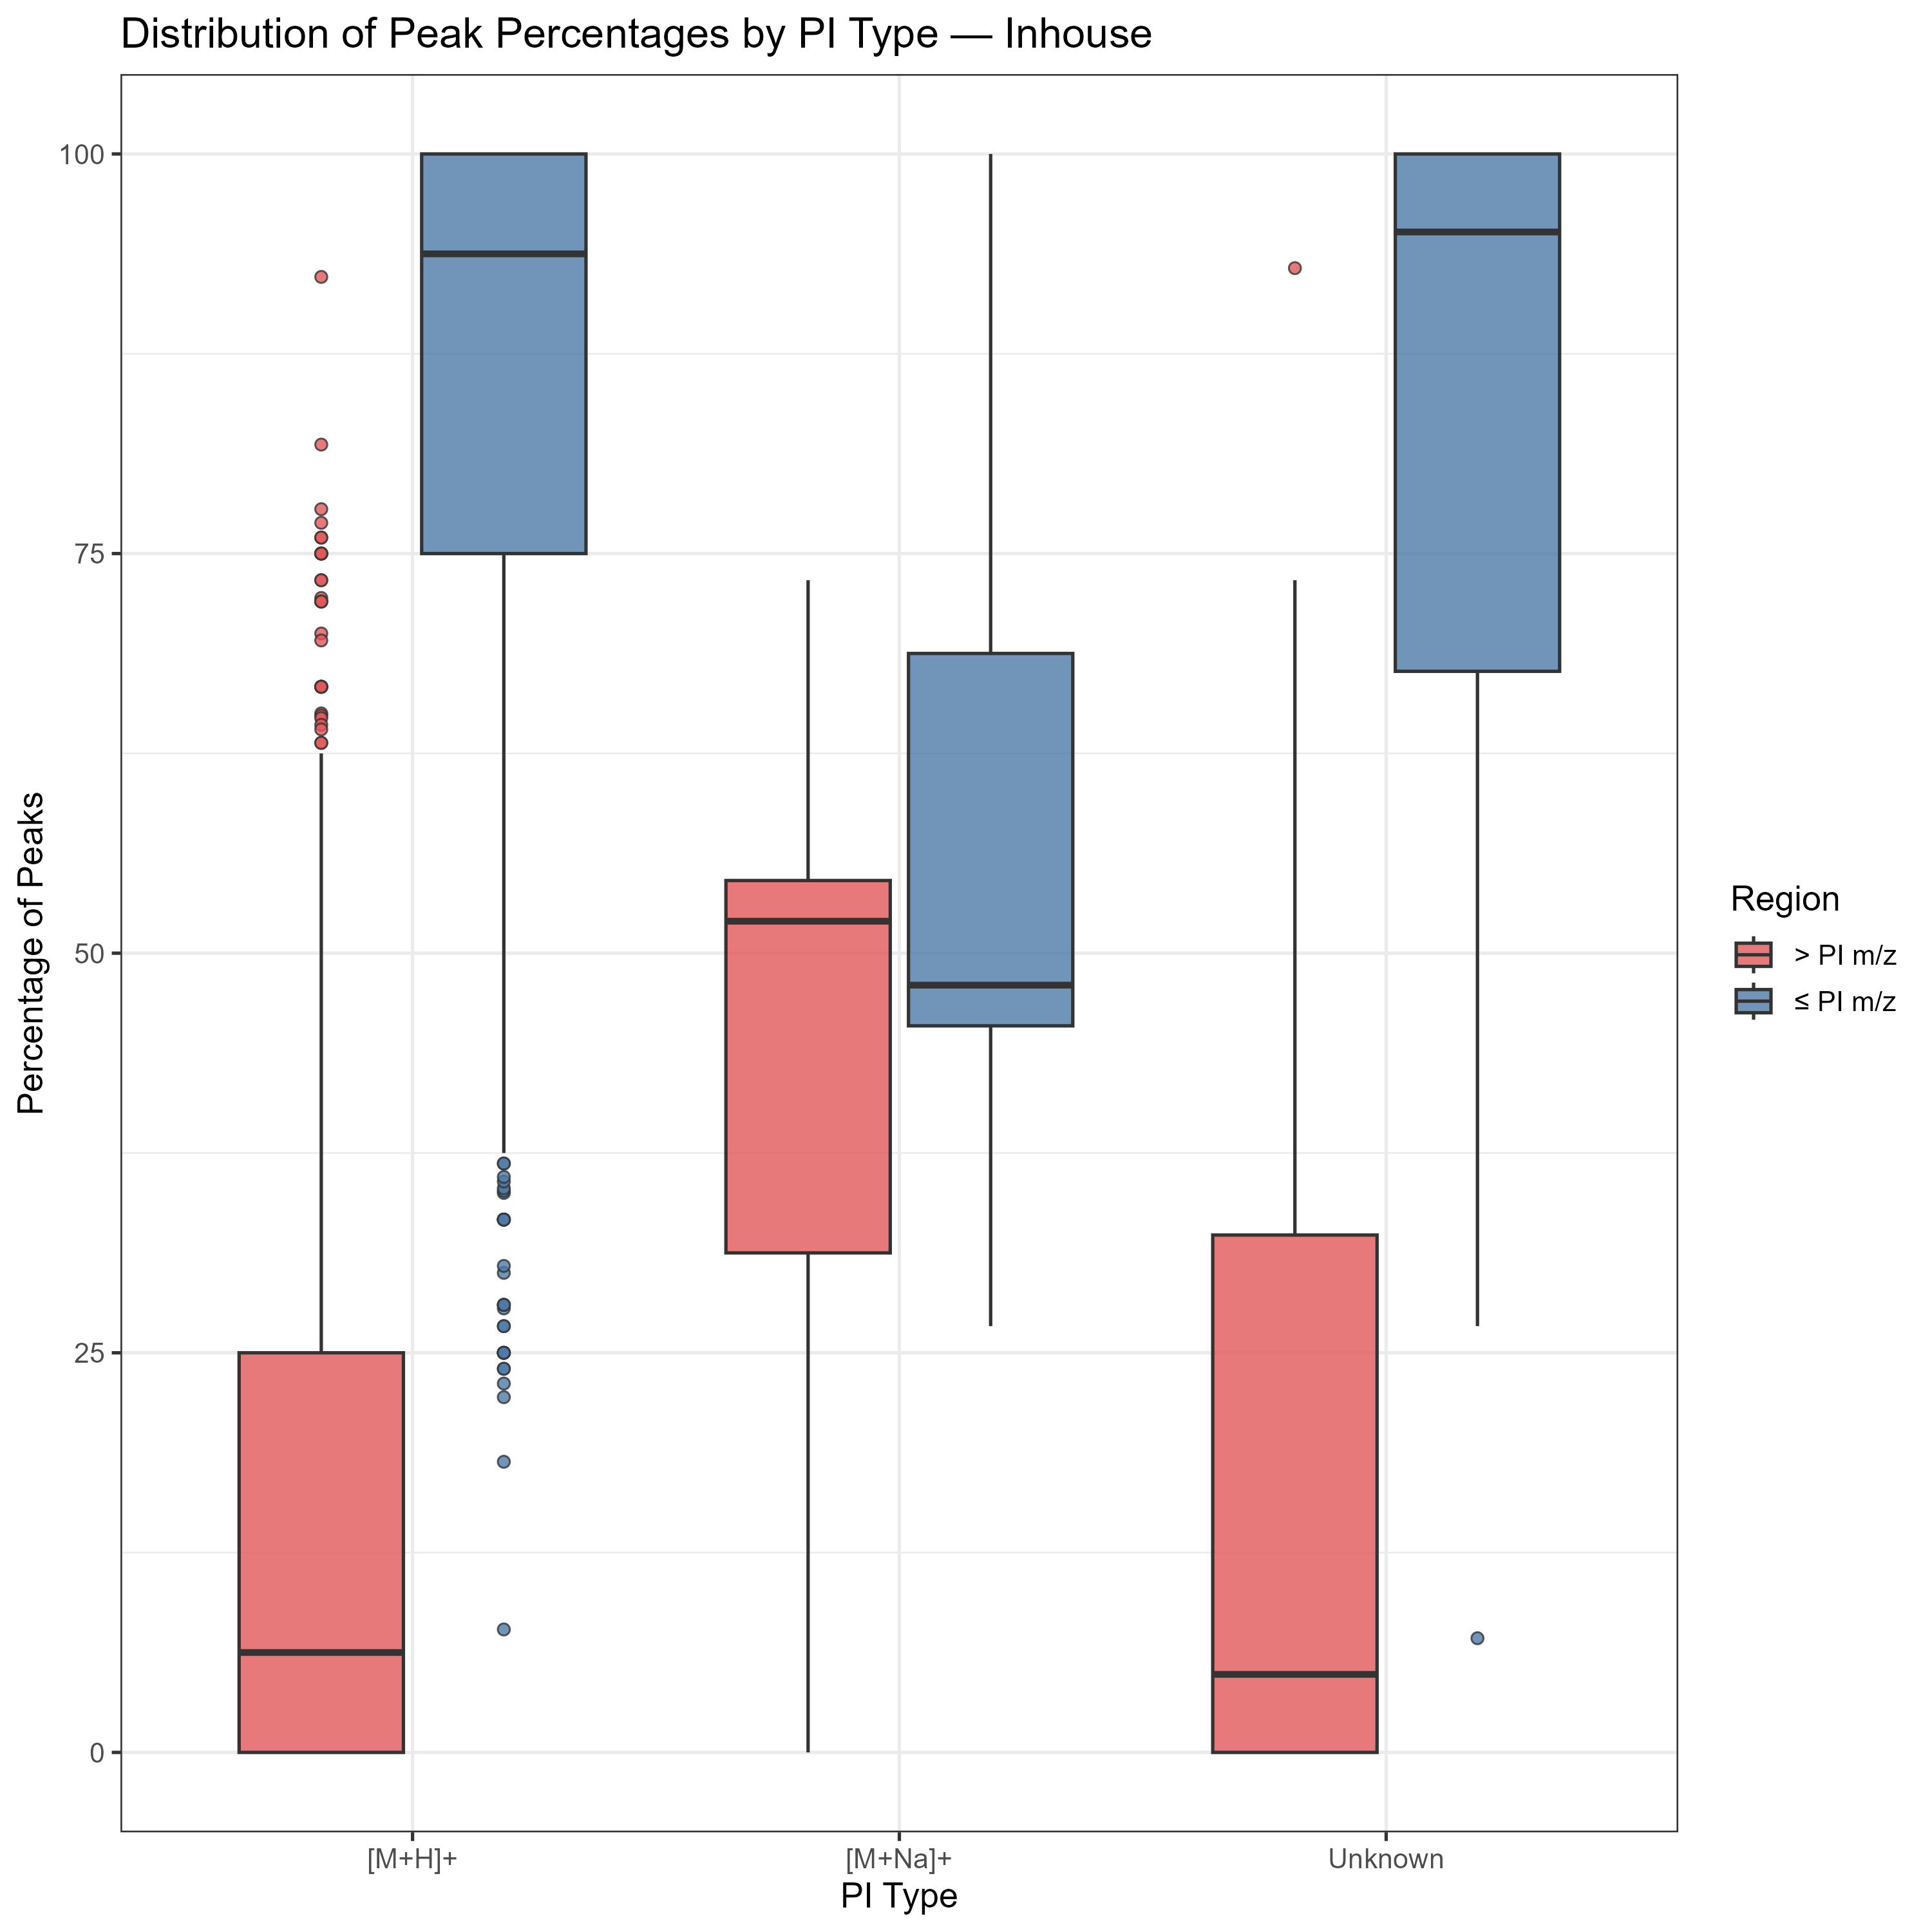 Distribution of Peak Percentages by PI Type — Inhouse
100
75
50
25
0
Percentage of Peaks
[M+H]+
[M+Na]+
Unknown
PI Type
Region
> PI m/z
≤ PI m/z